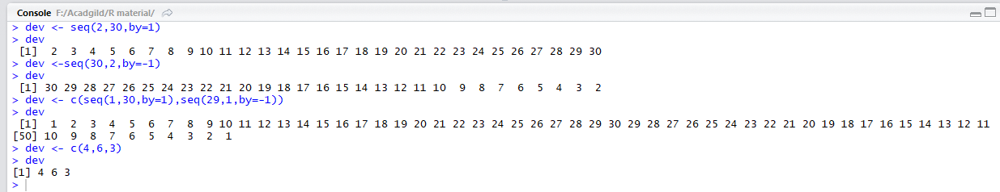 Console F:/Acadgild/R material/
> dev <- seq(2,30,by=1)
> dev
 [1]  2  3  4  5  6  7  8  9 10 11 12 13 14 15 16 17 18 19 20 21 22 23 24 25 26 27 28 29 30
> dev <-seq(30,2,by=-1)
> dev
 [1] 30 29 28 27 26 25 24 23 22 21 20 19 18 17 16 15 14 13 12 11 10  9  8  7  6  5  4  3  2
> dev <- c(seq(1,30,by=1),seq(29,1,by=-1))
> dev
 [1]  1  2  3  4  5  6  7  8  9 10 11 12 13 14 15 16 17 18 19 20 21 22 23 24 25 26 27 28 29 30 29 28 27 26 25 24 23 22 21 20 19 18 17 16 15 14 13 12 11
[50] 10  9  8  7  6  5  4  3  2  1
> dev <- c(4,6,3)
> dev
[1] 4 6 3
>